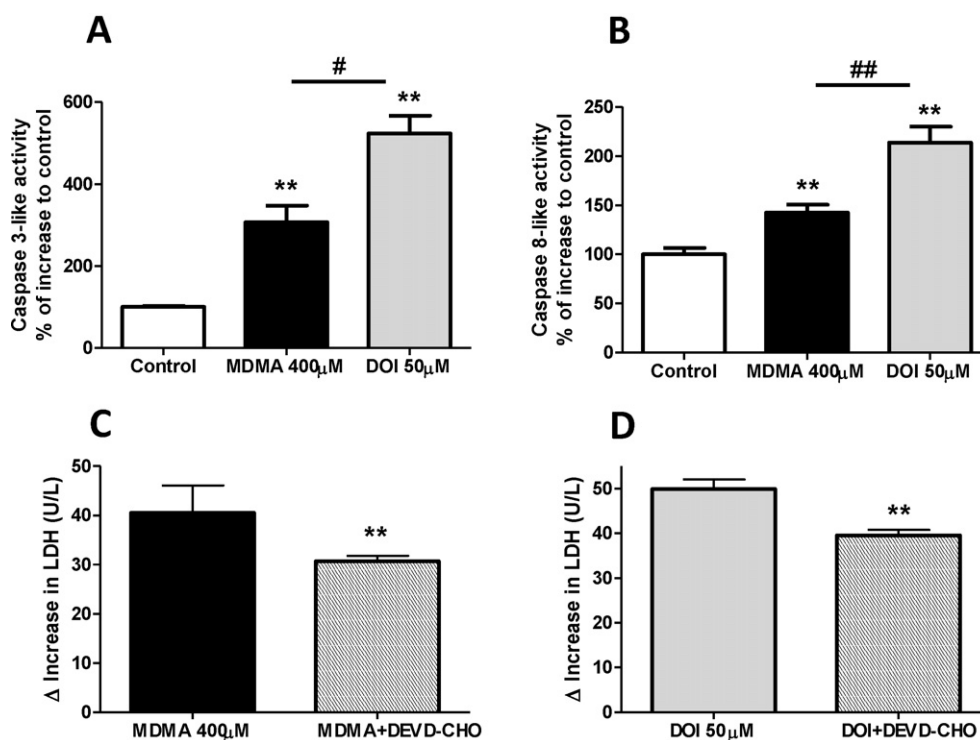 A
#
**
**
600
400
200
0
Caspase 3-like activity
% of increase to control
Control
MDMA 400μM
DOI 50μM
B
##
**
**
250
200
150
100
50
0
Caspase 8-like activity
% of increase to control
Control
MDMA 400μM
DOI 50μM
C
**
50
40
30
20
10
0
Δ Increase in LDH (U/L)
MDMA 400μM
MDMA+DEVD-CHO
D
**
50
40
30
20
10
0
Δ Increase in LDH (U/L)
DOI 50μM
DOI+DEVD-CHO